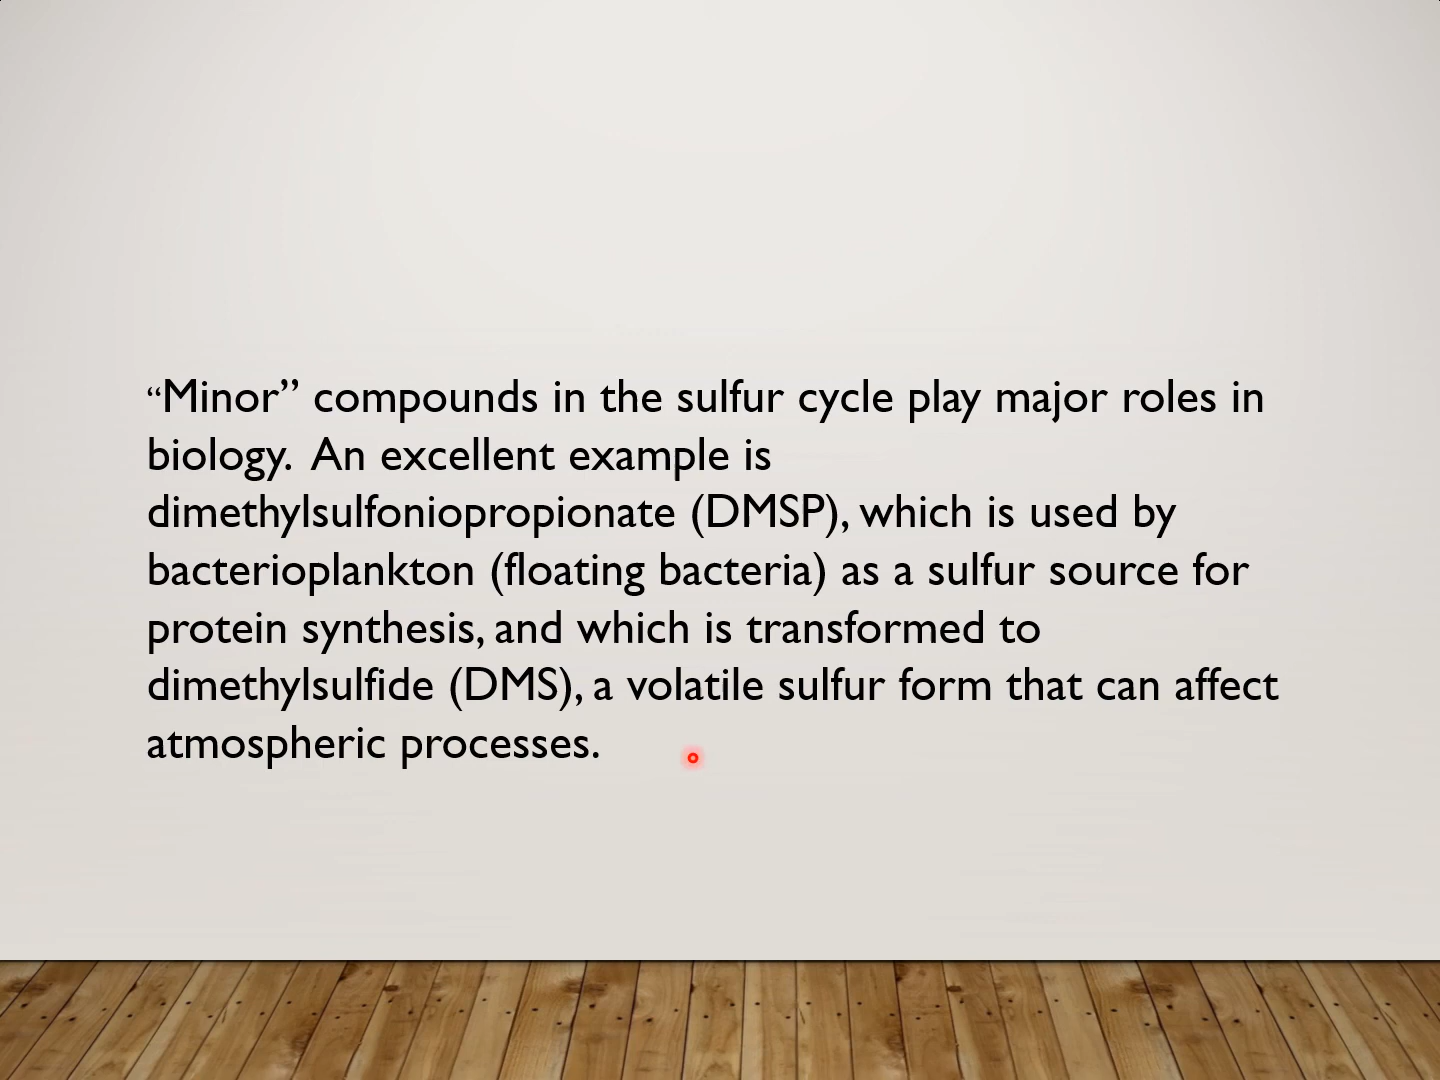 “Minor” compounds in the sulfur cycle play major roles in
biology.  An excellent example is
dimethylsulfoniopropionate (DMSP), which is used by
bacterioplankton (floating bacteria) as a sulfur source for
protein synthesis, and which is transformed to
dimethylsulfide (DMS), a volatile sulfur form that can affect
atmospheric processes.